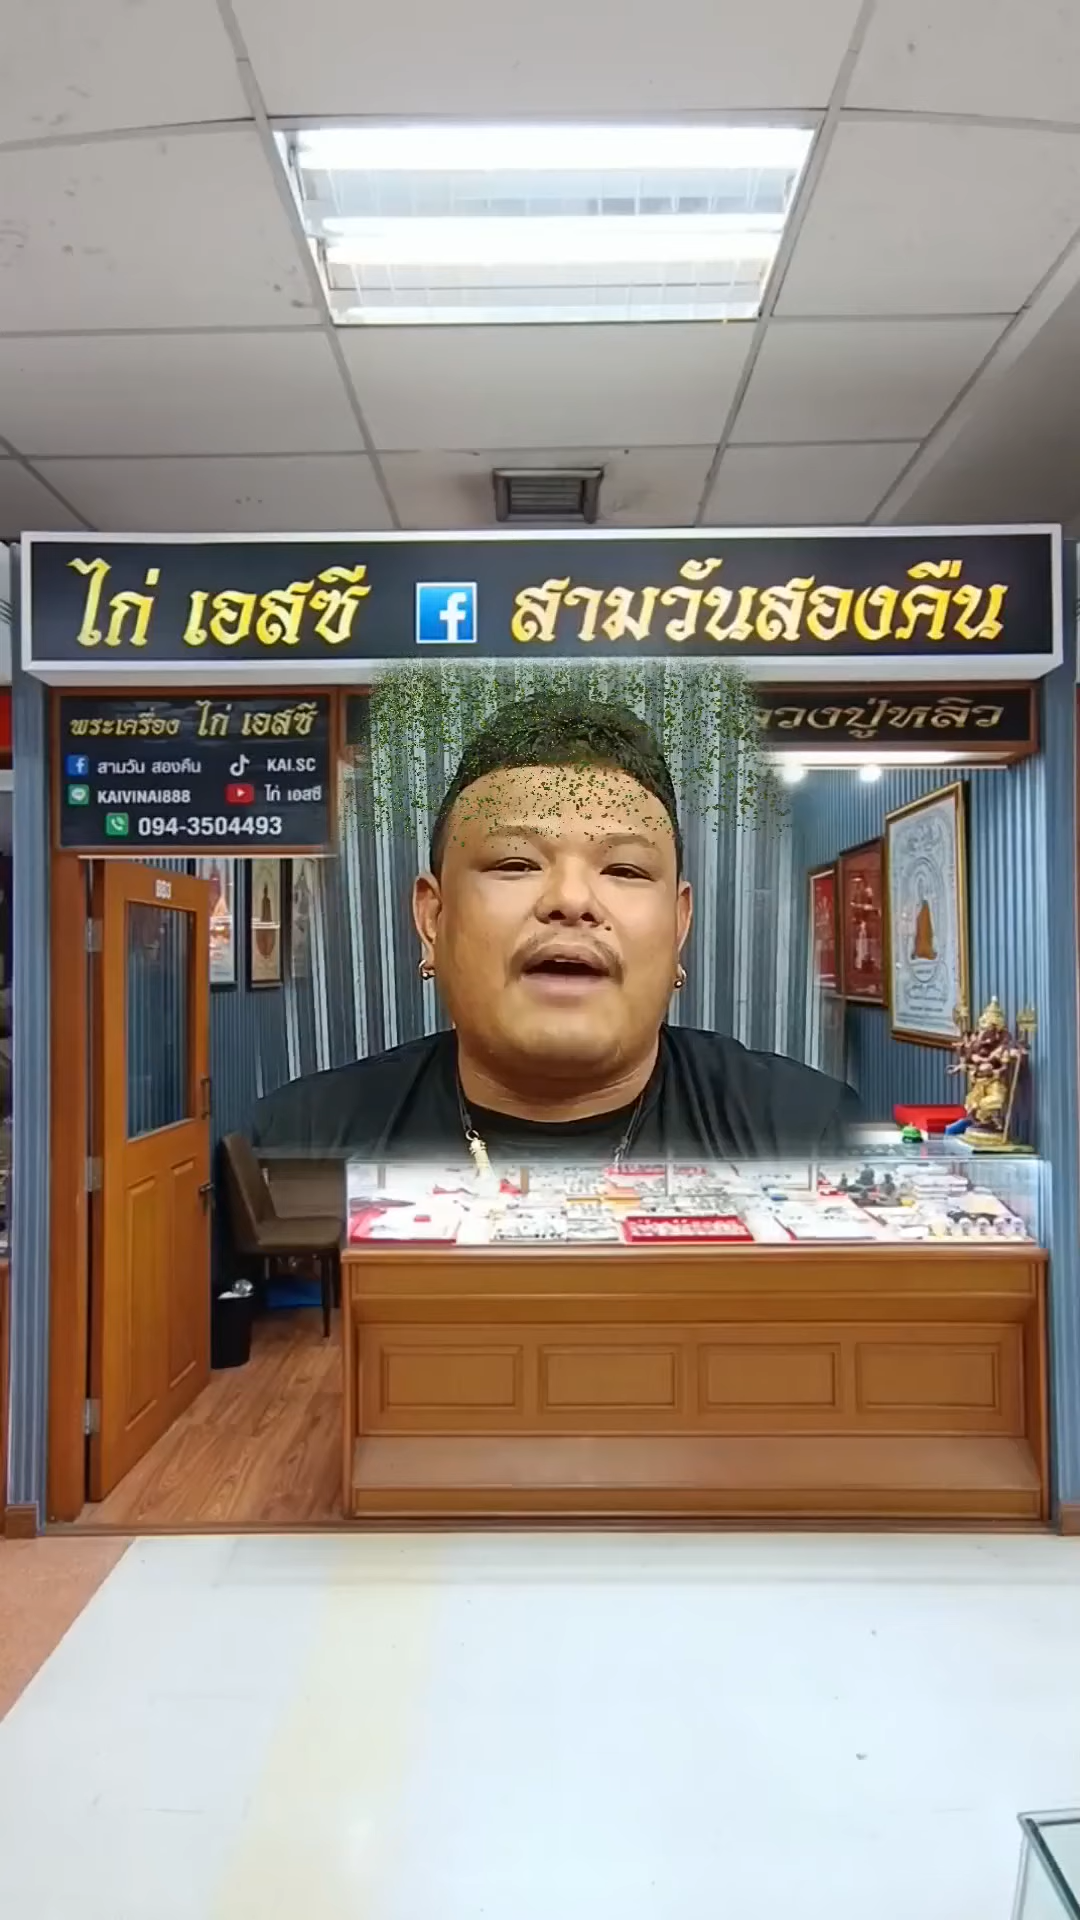 ไก่ เอสซี f สามวันสองคืน
พระเครื่อง ไก่ เอสซี
สามวัน สองคืน KAI.SC
KAIVINAI888 ไก่ เอสซี
094-3504493
วงปู่หลิว
BB3